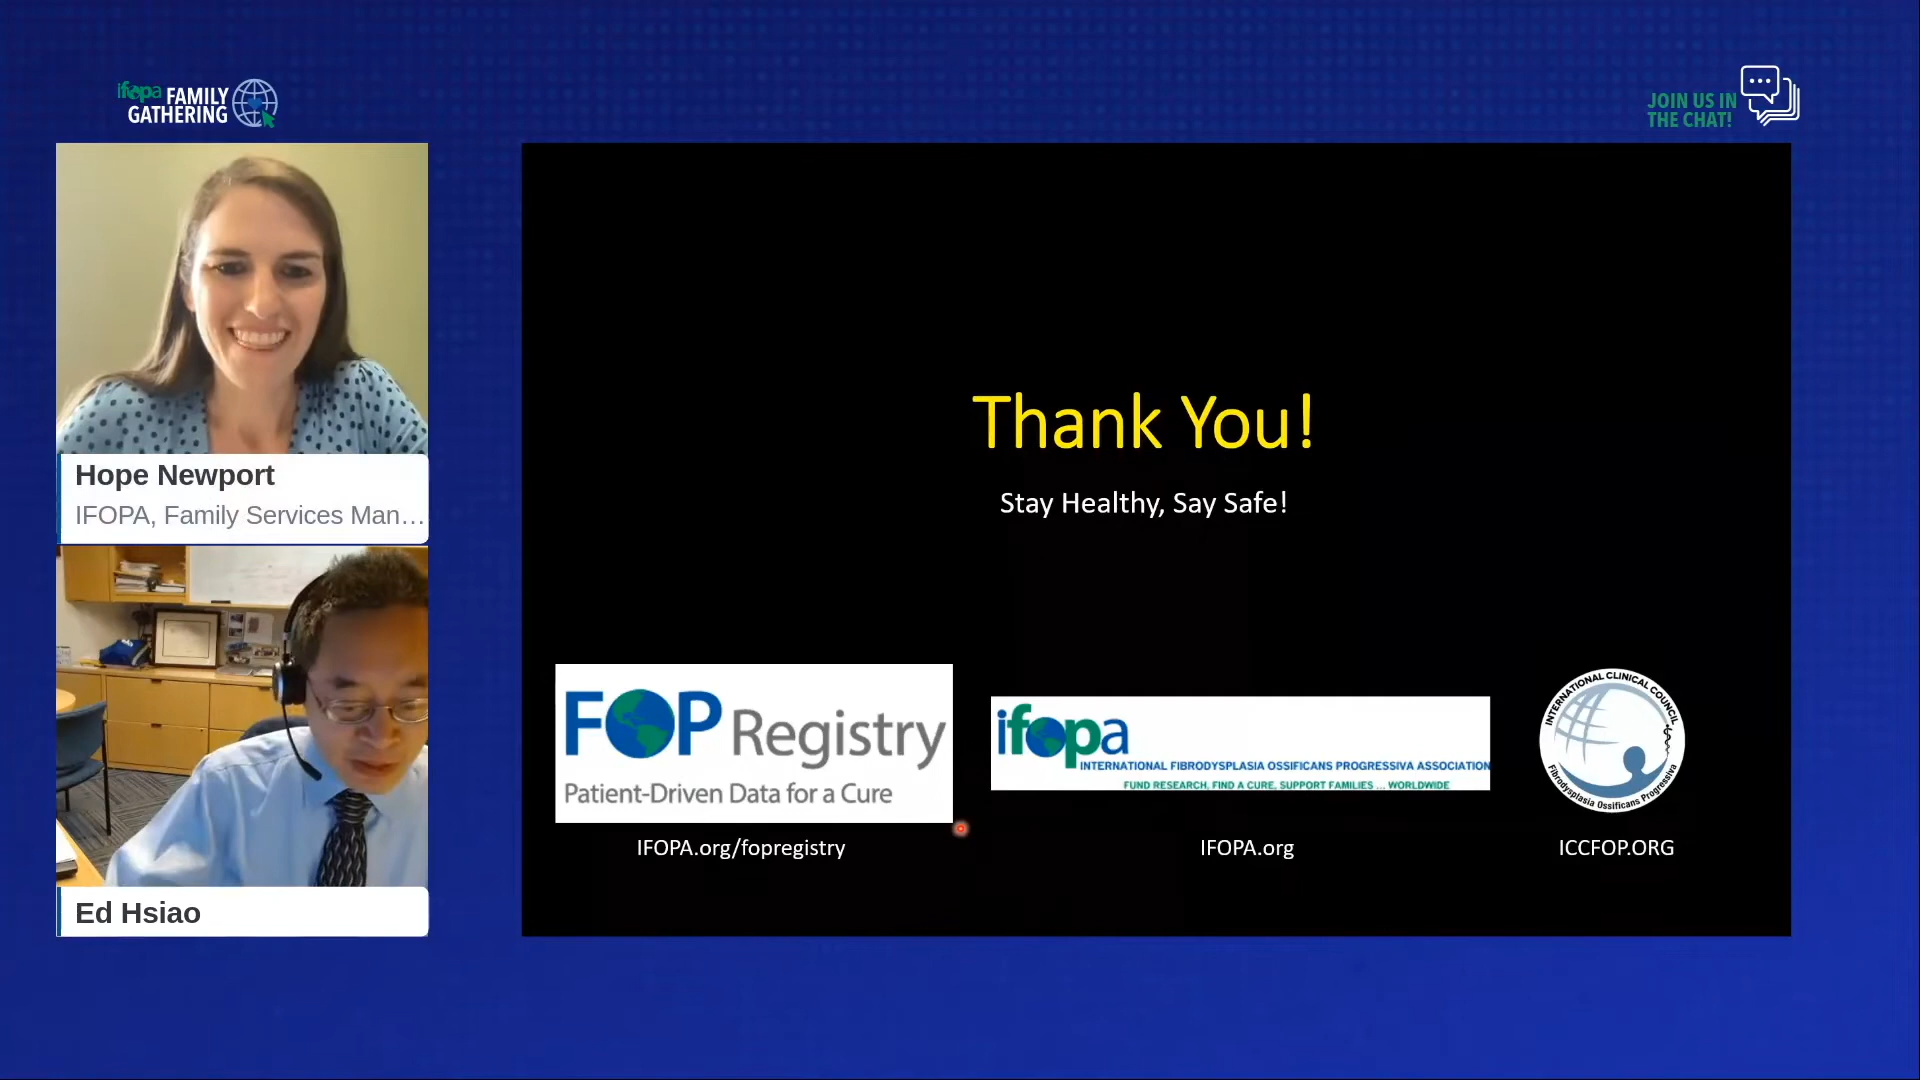 ifopa FAMILY
GATHERING
JOIN US IN
THE CHAT!
Hope Newport
IFOPA, Family Services Man...
Ed Hsiao
Thank You!
Stay Healthy, Say Safe!
FOP Registry
Patient-Driven Data for a Cure
IFOPA.org/fopregistry
ifopa
INTERNATIONAL FIBRODYSPLASIA OSSIFICANS PROGRESSIVA ASSOCIATION
FUND RESEARCH, FIND A CURE, SUPPORT FAMILIES ... WORLDWIDE
IFOPA.org
INTERNATIONAL CLINICAL COUNCIL
Fibrodysplasia Ossificans Progressiva
ICCFOP.ORG